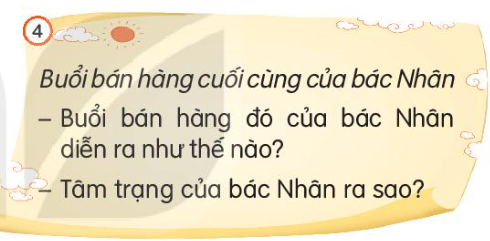 4
Buổi bán hàng cuối cùng của bác Nhân
– Buổi bán hàng đó của bác Nhân
diễn ra như thế nào?
– Tâm trạng của bác Nhân ra sao?